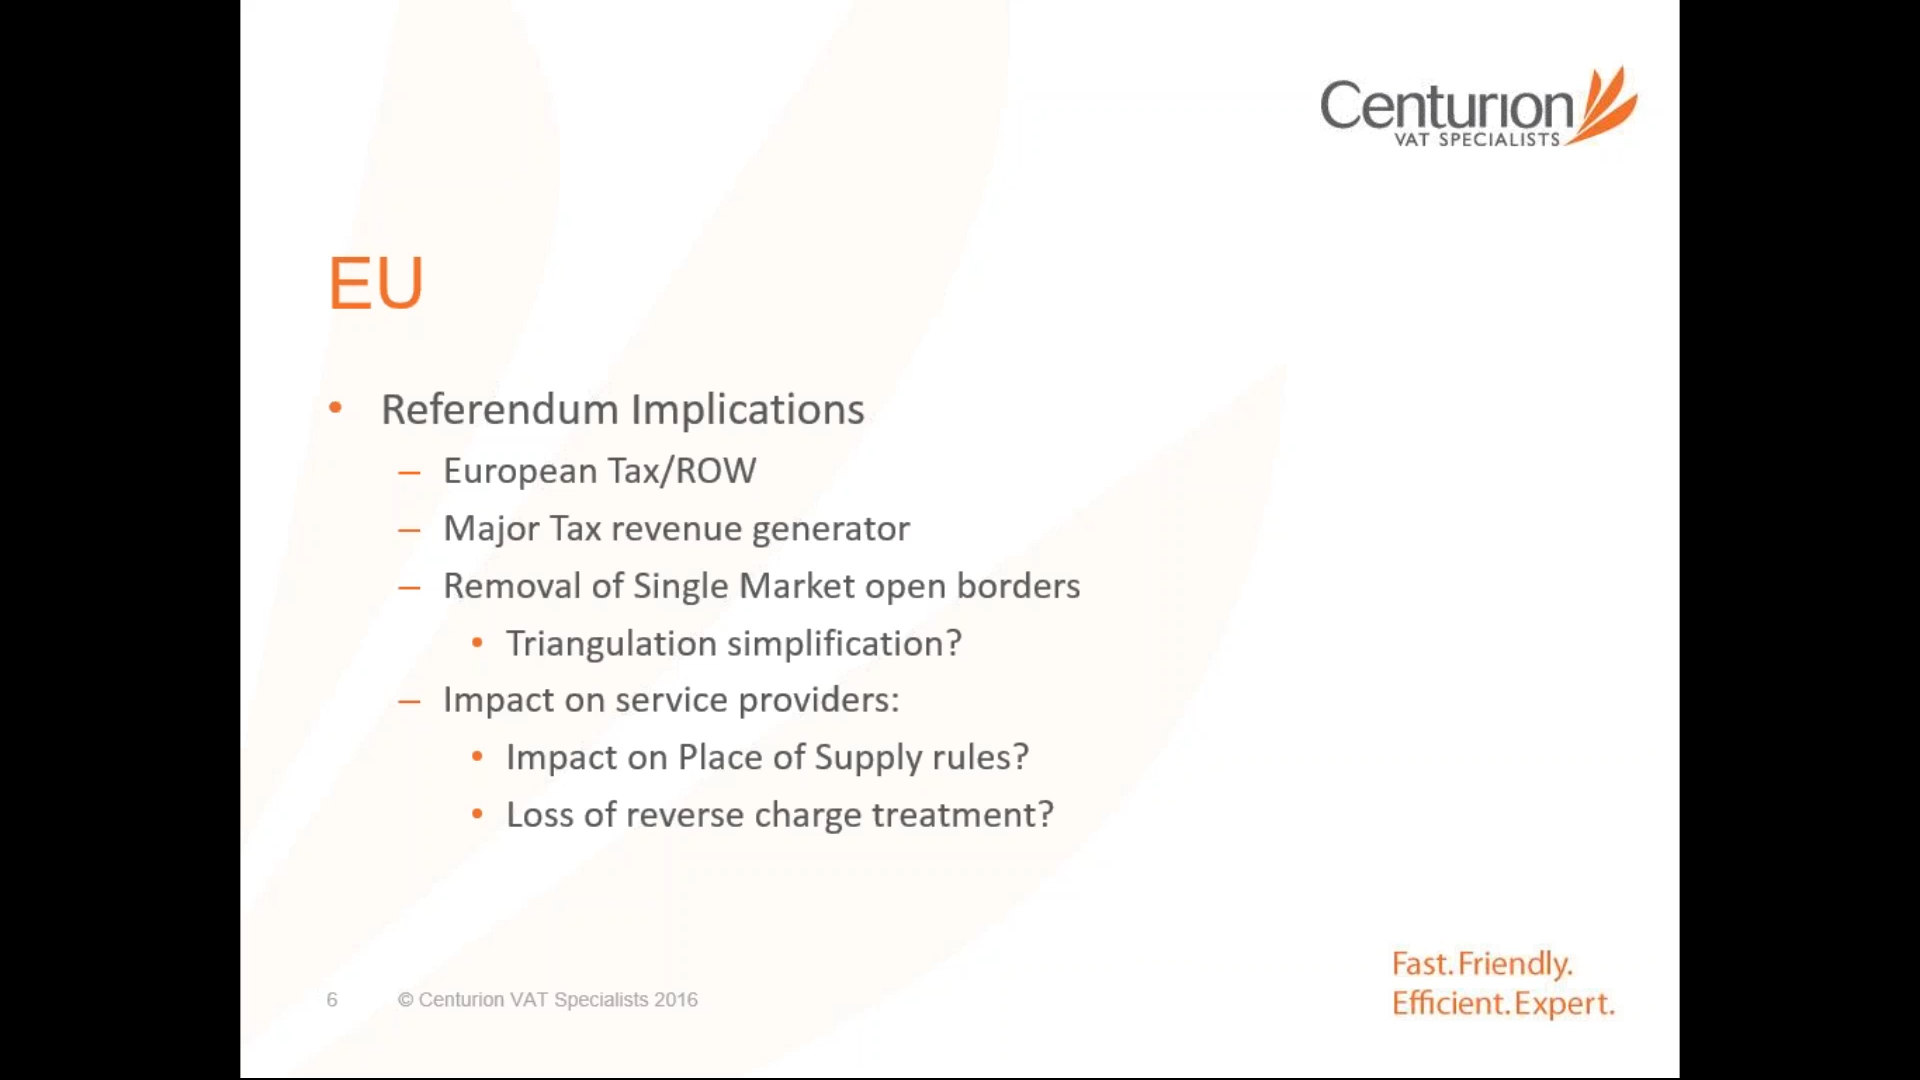 Centurion
VAT SPECIALISTS
EU
• Referendum Implications
– European Tax/ROW
– Major Tax revenue generator
– Removal of Single Market open borders
• Triangulation simplification?
– Impact on service providers:
• Impact on Place of Supply rules?
• Loss of reverse charge treatment?
Fast. Friendly.
Efficient. Expert.
6 © Centurion VAT Specialists 2016